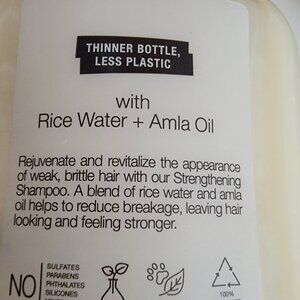 THINNER BOTTLE,
LESS PLASTIC
with
Rice Water + Amla Oil
Rejuvenate and revitalize the appearance
of weak, brittle hair with our Strengthening
Shampoo. A blend of rice water and amla
oil helps to reduce breakage, leaving hair
looking and feeling stronger.
NO
SULFATES
PARABENS
PHTHALATES
SILICONES
100%